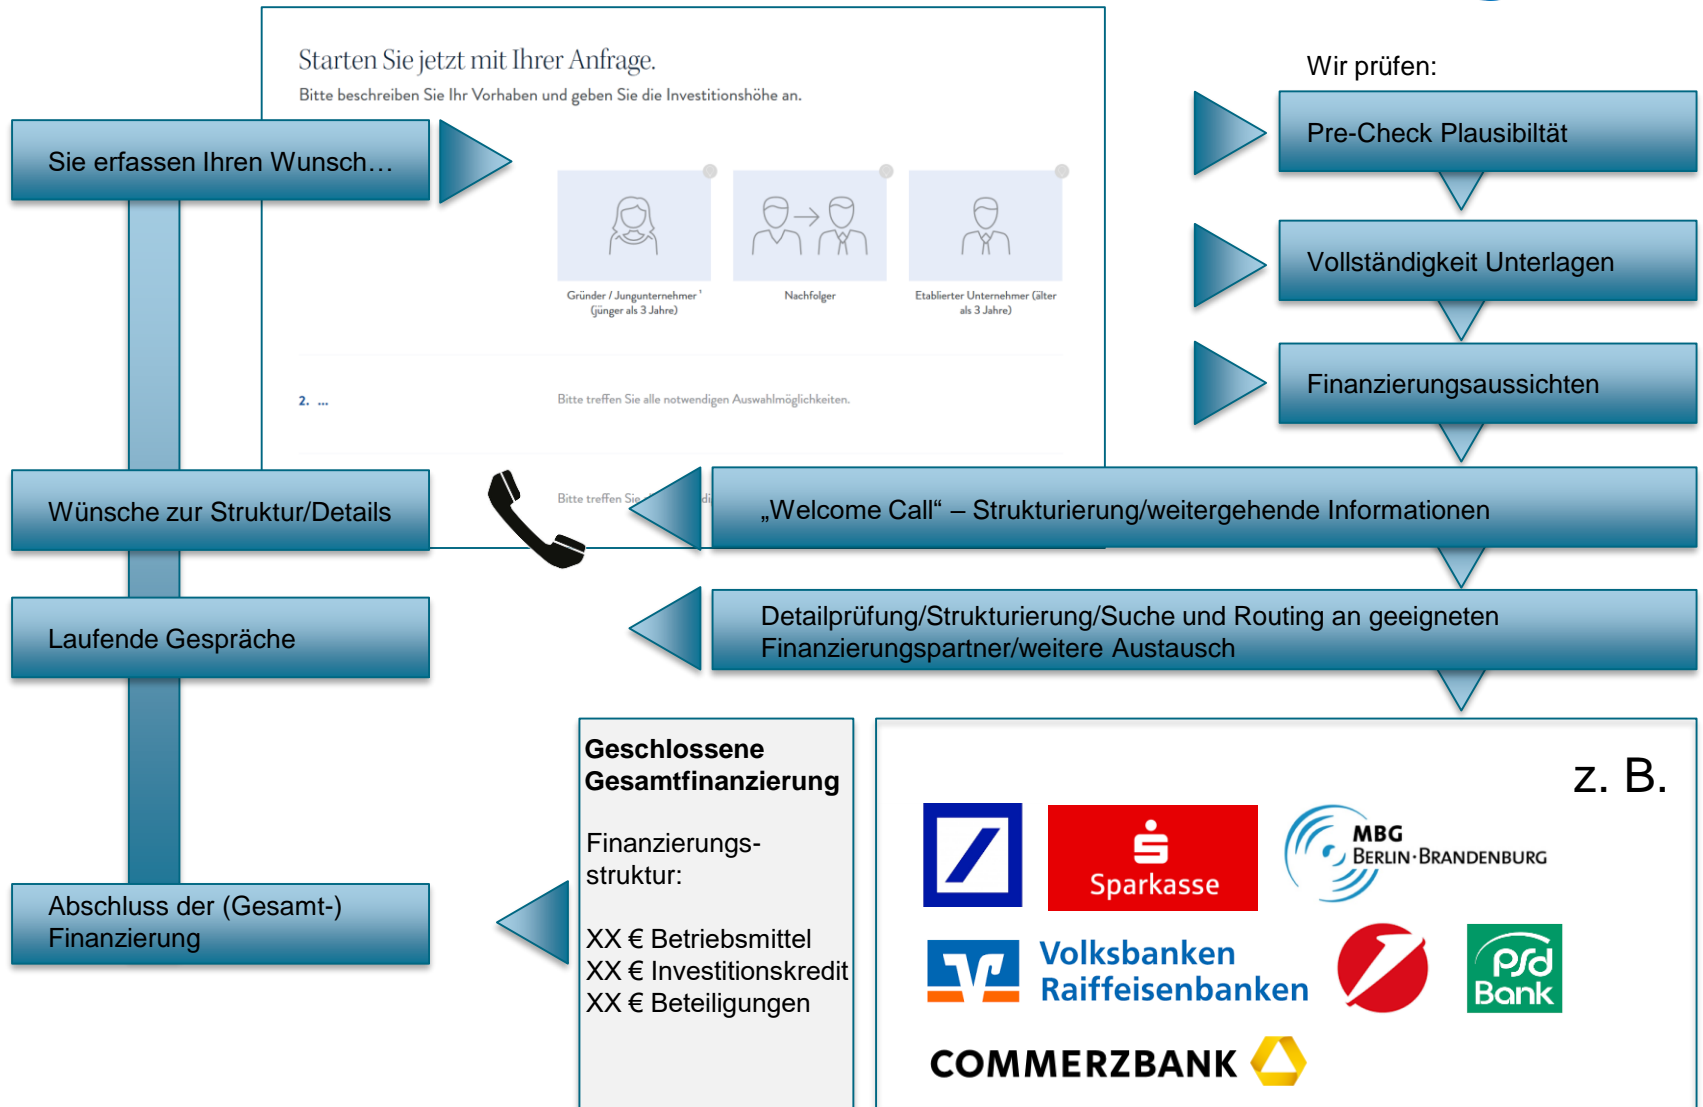 Starten Sie jetzt mit Ihrer Anfrage.
Bitte beschreiben Sie Ihr Vorhaben und geben Sie die Investitionshöhe an.
Sie erfassen Ihren Wunsch…
Gründer / Jungunternehmer ¹
(jünger als 3 Jahre)
Nachfolger
Etablierter Unternehmer (älter
als 3 Jahre)
2. ...
Bitte treffen Sie alle notwendigen Auswahlmöglichkeiten.
Bitte treffen Sie
Wir prüfen:
Pre-Check Plausibiltät
Vollständigkeit Unterlagen
Finanzierungsaussichten
Wünsche zur Struktur/Details
„Welcome Call“ – Strukturierung/weitergehende Informationen
Laufende Gespräche
Detailprüfung/Strukturierung/Suche und Routing an geeigneten
Finanzierungspartner/weitere Austausch
Abschluss der (Gesamt-)
Finanzierung
Geschlossene
Gesamtfinanzierung
Finanzierungs-
struktur:
XX € Betriebsmittel
XX € Investitionskredit
XX € Beteiligungen
z. B.
Sparkasse
MBG
BERLIN·BRANDENBURG
Volksbanken
Raiffeisenbanken
psd
Bank
COMMERZBANK